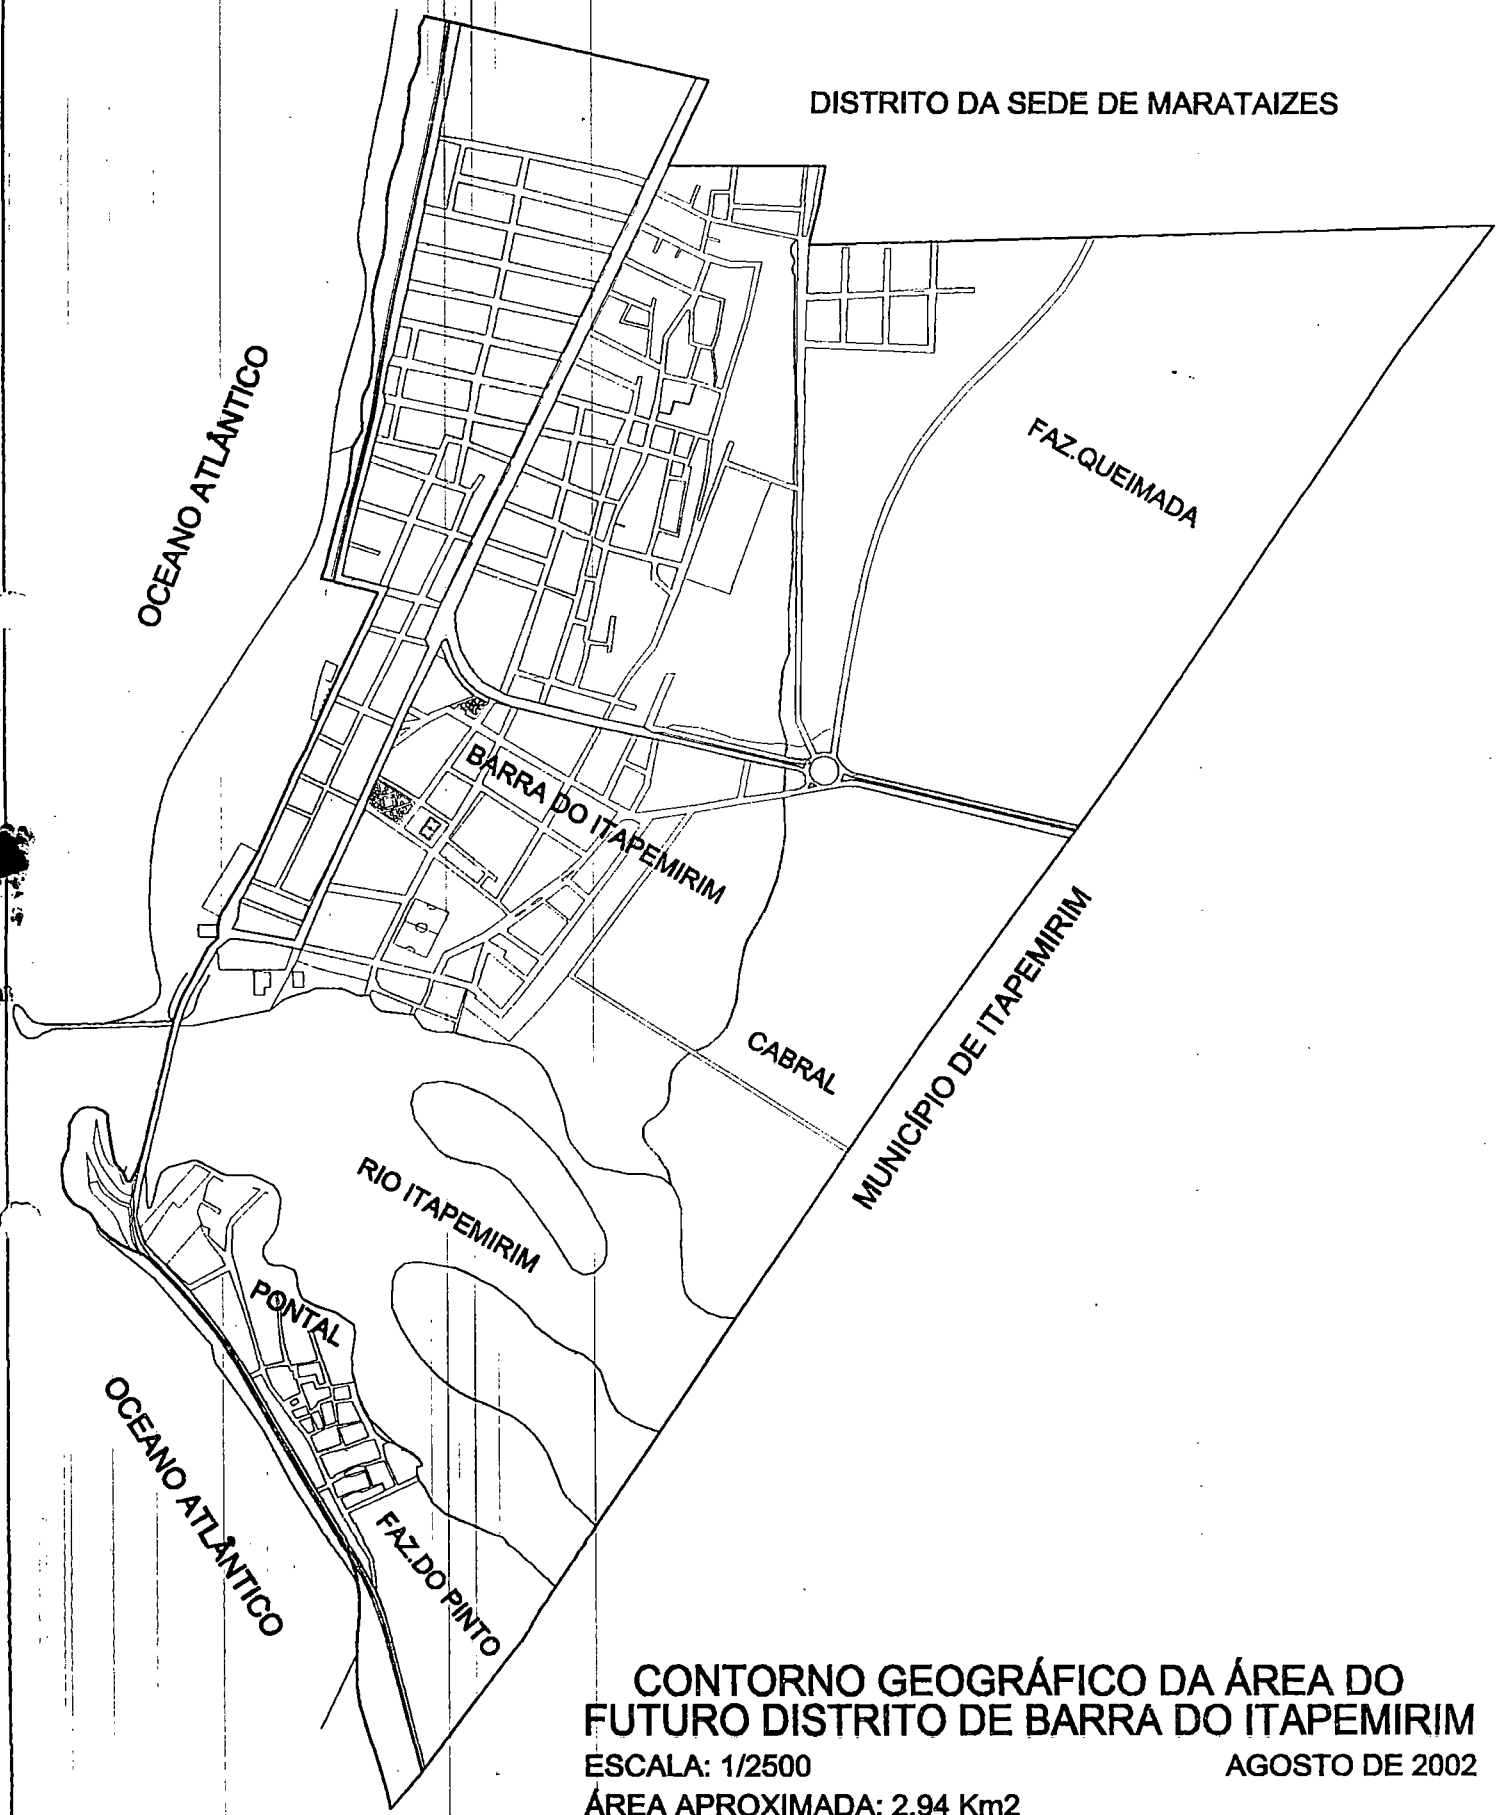 DISTRITO DA SEDE DE MARATAIZES
OCEANO ATLÂNTICO
FAZ.QUEIMADA
BARRA DO ITAPEMIRIM
MUNICÍPIO DE ITAPEMIRIM
CABRAL
RIO ITAPEMIRIM
PONTAL
OCEANO ATLÂNTICO
FAZ.DO PINTO
CONTORNO GEOGRÁFICO DA ÁREA DO
FUTURO DISTRITO DE BARRA DO ITAPEMIRIM
ESCALA: 1/2500 AGOSTO DE 2002
ÁREA APROXIMADA: 2,94 Km2